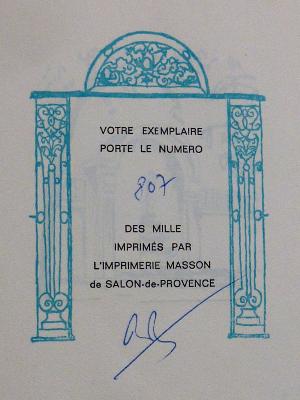 VOTRE EXEMPLAIRE
PORTE LE NUMERO
807
DES MILLE
IMPRIMÉS PAR
L'IMPRIMERIE MASSON
de SALON-de-PROVENCE